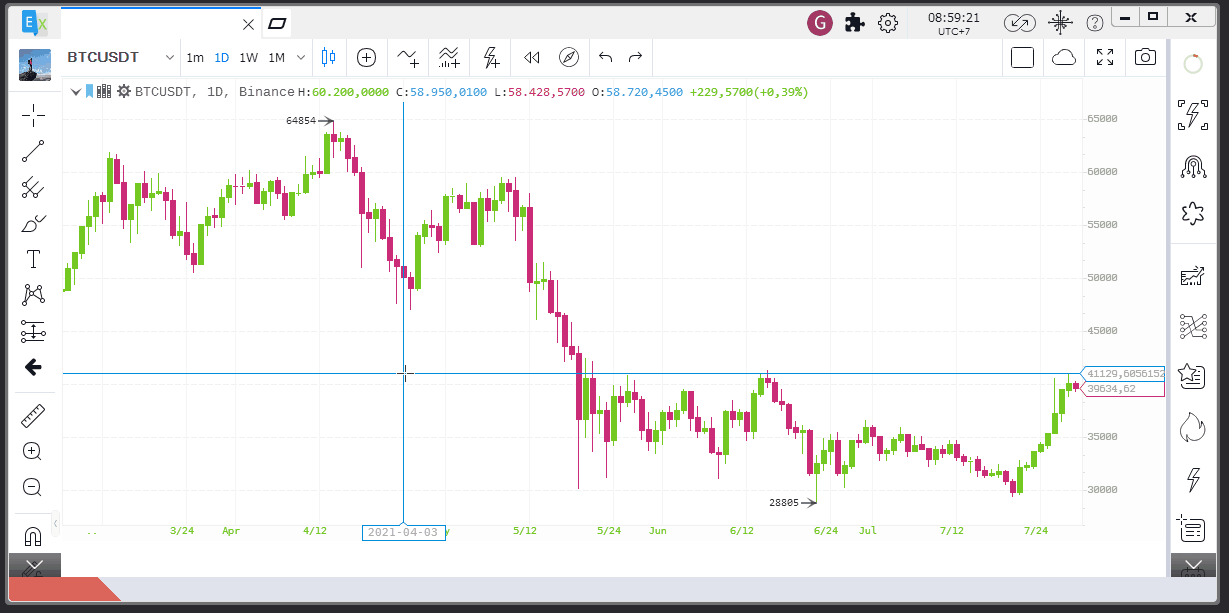 EX
G
08:59:21
UTC+7
BTCUSDT 1m 1D 1W 1M
BTCUSDT, 1D, Binance H:60.200,0000 C:58.950,0100 L:58.428,5700 O:58.720,4500 +229,5700(+0,39%)
64854
65000
60000
55000
50000
45000
41129,6056152
39634,62
35000
30000
28805
.. 3/24 Apr 4/12 2021-04-03 y 5/12 5/24 Jun 6/12 6/24 Jul 7/12 7/24